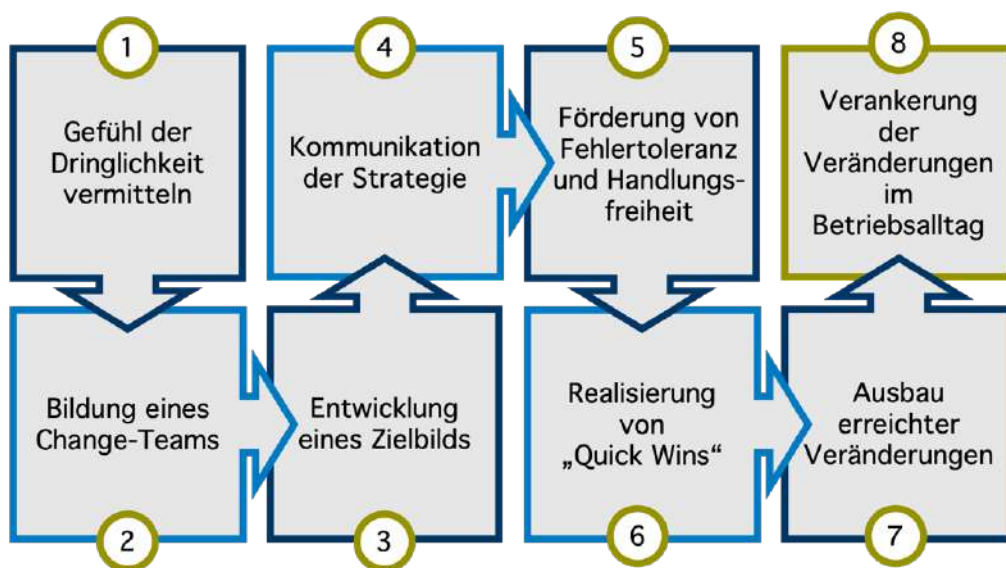 1
Gefühl der
Dringlichkeit
vermitteln
2
Bildung eines
Change-Teams
3
Entwicklung
eines Zielbilds
4
Kommunikation
der Strategie
5
Förderung von
Fehlertoleranz
und Handlungs-
freiheit
6
Realisierung
von
„Quick Wins“
7
Ausbau
erreichter
Veränderungen
8
Verankerung
der
Veränderungen
im
Betriebsalltag